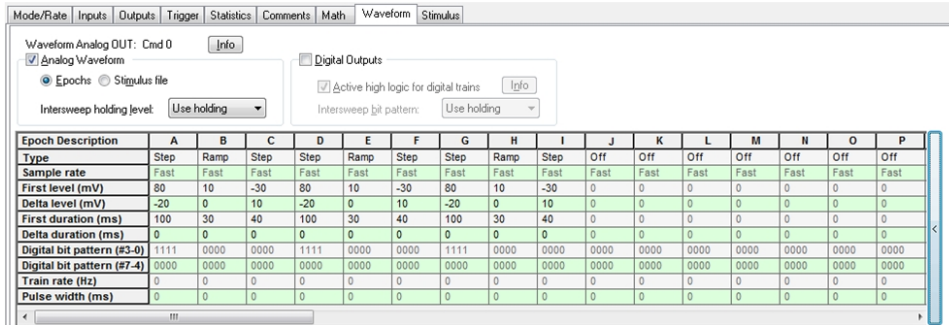 Mode/Rate Inputs Outputs Trigger Statistics Comments Math Waveform Stimulus
Waveform Analog OUT: Cmd 0 Info
Analog Waveform Digital Outputs
Epochs Stimulus file Active high logic for digital trains Info
Intersweep holding level: Use holding Intersweep bit pattern: Use holding
Epoch Description A B C D E F G H I J K L M N O P
Type Step Ramp Step Step Ramp Step Step Ramp Step Off Off Off Off Off Off Off
Sample rate Fast Fast Fast Fast Fast Fast Fast Fast Fast Fast Fast Fast Fast Fast Fast Fast
First level (mV) 80 10 -30 80 10 -30 80 10 -30 0 0 0 0 0 0 0
Delta level (mV) -20 0 10 -20 0 10 -20 0 10 0 0 0 0 0 0 0
First duration (ms) 100 30 40 100 30 40 100 30 40 0 0 0 0 0 0 0
Delta duration (ms) 0 0 0 0 0 0 0 0 0 0 0 0 0 0 0 0
Digital bit pattern (#3-0) 1111 0000 0000 1111 0000 0000 1111 0000 0000 0000 0000 0000 0000 0000 0000 0000
Digital bit pattern (#7-4) 0000 0000 0000 0000 0000 0000 0000 0000 0000 0000 0000 0000 0000 0000 0000 0000
Train rate (Hz) 0 0 0 0 0 0 0 0 0 0 0 0 0 0 0 0
Pulse width (ms) 0 0 0 0 0 0 0 0 0 0 0 0 0 0 0 0